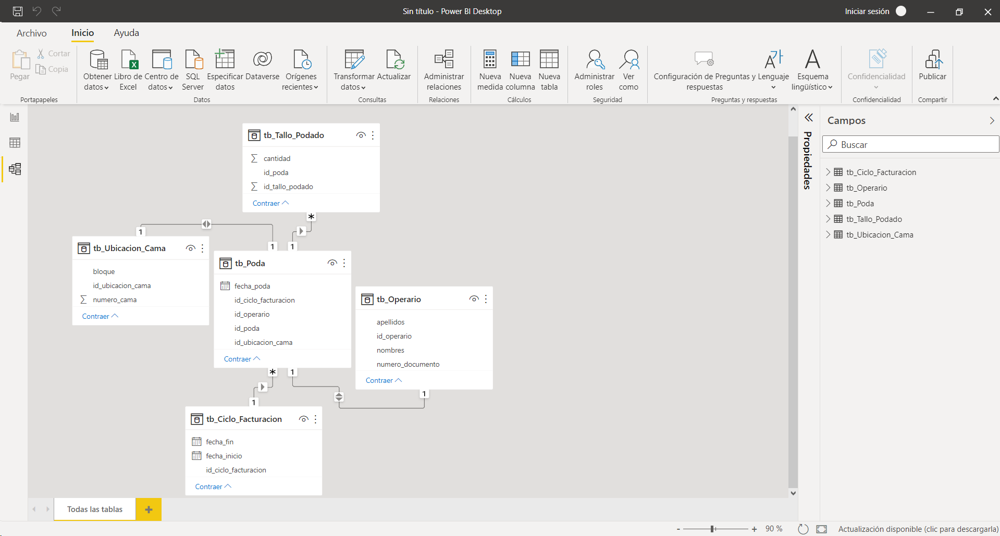 Sin título - Power BI Desktop
Iniciar sesión
Archivo
Inicio
Ayuda
Pegar
Cortar
Copia
Portapapeles
Obtener datos
Libro de Excel
Centro de datos
SQL Server
Especificar datos
Dataverse
Orígenes recientes
Datos
Transformar datos
Actualizar
Consultas
Administrar relaciones
Relaciones
Nueva medida
Nueva columna
Nueva tabla
Cálculos
Administrar roles
Ver como
Seguridad
Configuración de Preguntas y respuestas
Lenguaje
Esquema lingüístico
Preguntas y respuestas
Confidencialidad
Confidencialidad
Publicar
Compartir
tb_Tallo_Podado
cantidad
id_poda
id_tallo_podado
Contraer
*
1
1
1
tb_Ubicacion_Cama
bloque
id_ubicacion_cama
numero_cama
Contraer
tb_Poda
fecha_poda
id_ciclo_facturacion
id_operario
id_poda
id_ubicacion_cama
Contraer
tb_Operario
apellidos
id_operario
nombres
numero_documento
Contraer
*
1
1
1
tb_Ciclo_Facturacion
fecha_fin
fecha_inicio
id_ciclo_facturacion
Contraer
Propiedades
Campos
Buscar
tb_Ciclo_Facturacion
tb_Operario
tb_Poda
tb_Tallo_Podado
tb_Ubicacion_Cama
Todas las tablas
- + 90 %
Actualización disponible (clic para descargarla)